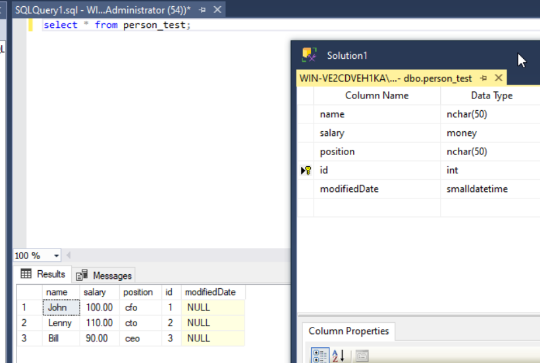 SQLQuery1.sql - WI...Administrator (54))*
select * from person_test;
Solution1
WIN-VE2CDVEH1KA\...- dbo.person_test
Column Name Data Type
name nchar(50)
salary money
position nchar(50)
id int
modifiedDate smalldatetime
100 %
Results Messages
name salary position id modifiedDate
1 John 100.00 cfo 1 NULL
2 Lenny 110.00 cto 2 NULL
3 Bill 90.00 ceo 3 NULL
Column Properties